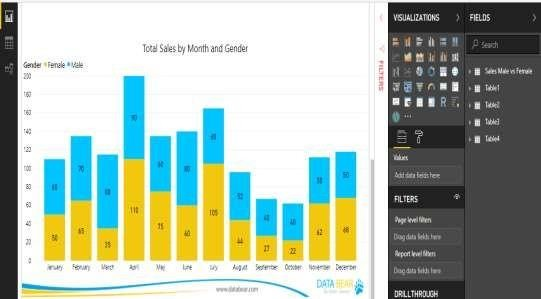 Total Sales by Month and Gender
Gender Female Male
200
180
160
140
120
100
80
60
40
20
0
60 70 80 90 60 80 60 52 40 40 50 50
50 65 35 110 75 60 105 44 27 22 62 68
January February March April May June July August September October November December
www.databear.com
DATA BEAR
FILTERS
VISUALIZATIONS
Values
Add data fields here
FILTERS
Page level filters
Drag data fields here
Report level filters
Drag data fields here
DRILLTHROUGH
FIELDS
Search
Sales Male vs Female
Table1
Table2
Table3
Table4